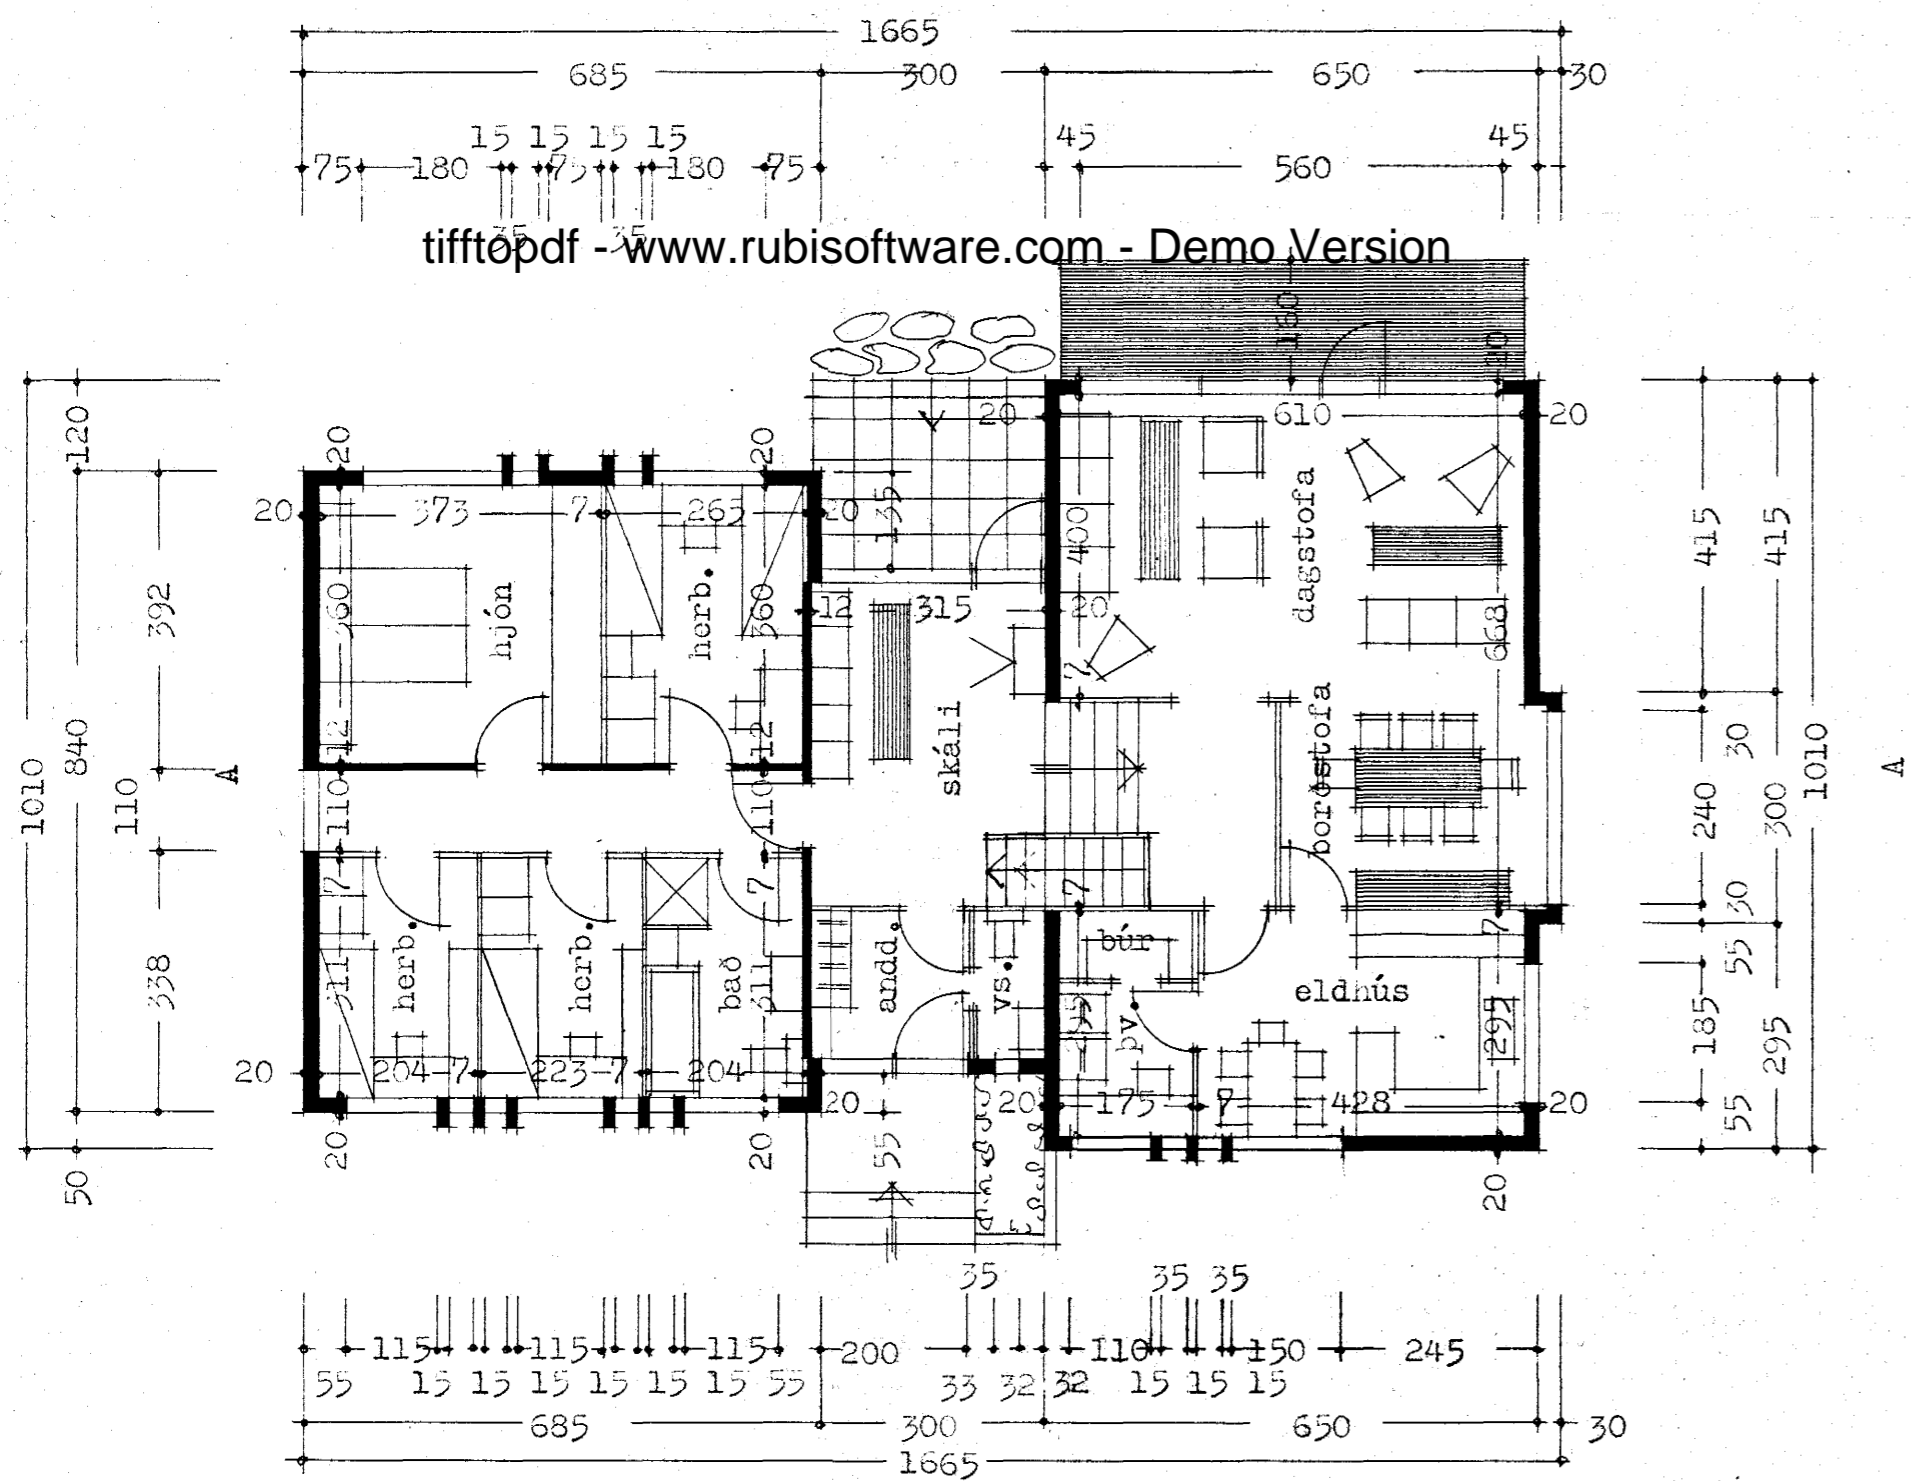 1665
685 300 650 30
15 15 15 15 45 45
75 180 75 180 75 560
35 35
tifftopdf - www.rubisoftware.com - Demo Version
180 30
20 610 20
120 20 20
20 373 7 265 20 135
400 dagstofa 415 415
392 360 hjón herb. 360 12 315 20 668
7
1010 840 110 A 12 12 skáli borðstofa 30 1010 A
110 110 240 300
7 7 7 30
7
338 311 herb. herb. bað 311 andd. vs. búr eldhús 55
295 pv. 295 185 295
20 204 7 223 7 204 20 20 175 7 428 20 55
50 20 20 55 20
35 35 35
115 115 115 200 110 150 245
55 15 15 15 15 15 15 55 33 32 32 15 15 15
685 300 650 30
1665